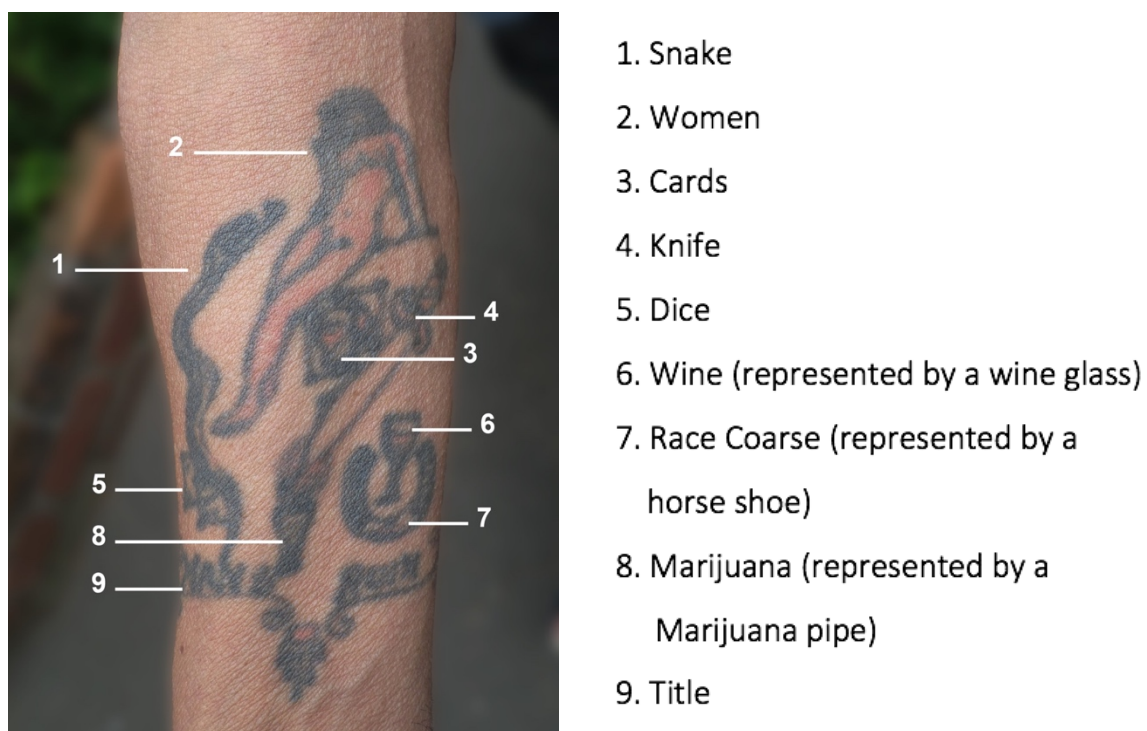 1
2
3
4
5
6
7
8
9
1. Snake
2. Women
3. Cards
4. Knife
5. Dice
6. Wine (represented by a wine glass)
7. Race Coarse (represented by a
horse shoe)
8. Marijuana (represented by a
Marijuana pipe)
9. Title